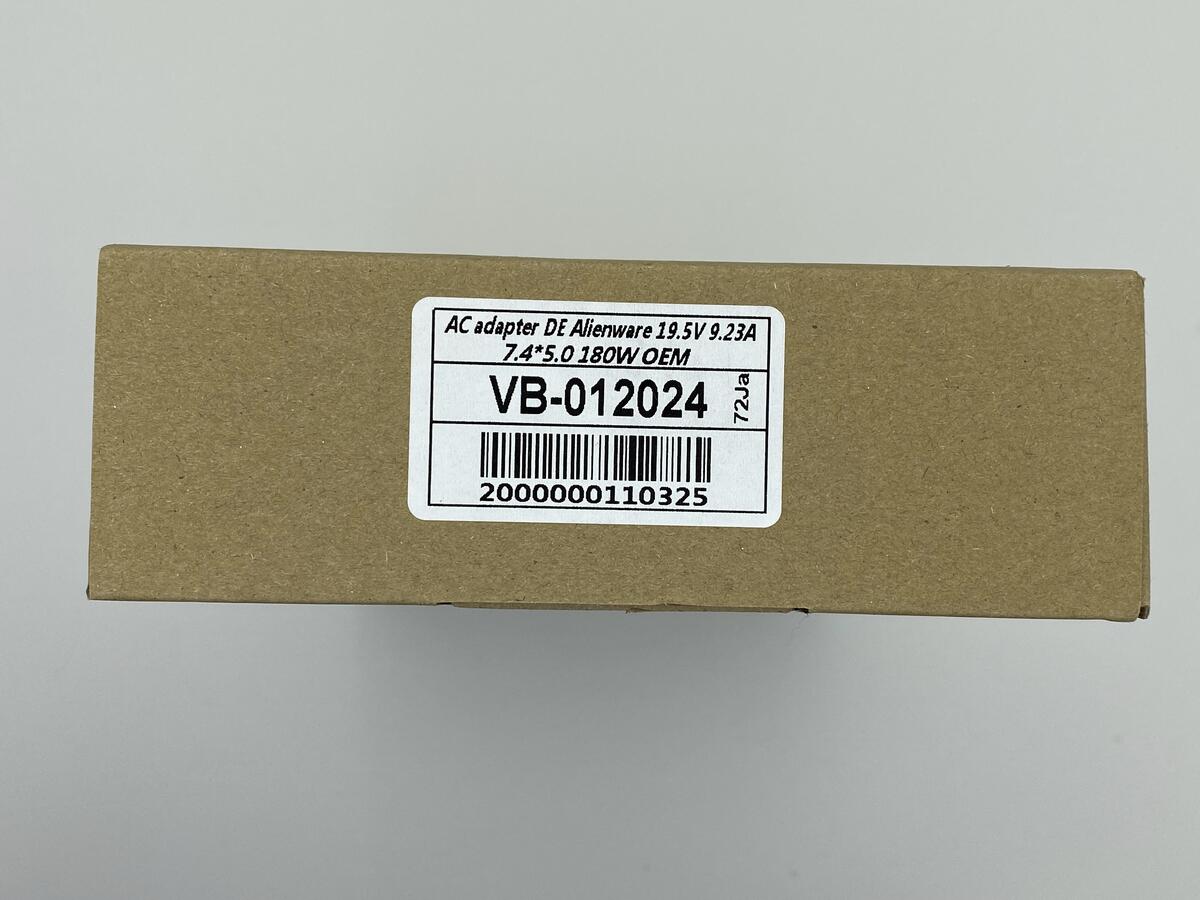 AC adapter DE Alienware 19.5V 9.23A
7.4*5.0 180W OEM
VB-012024
72Ja
2000000110325